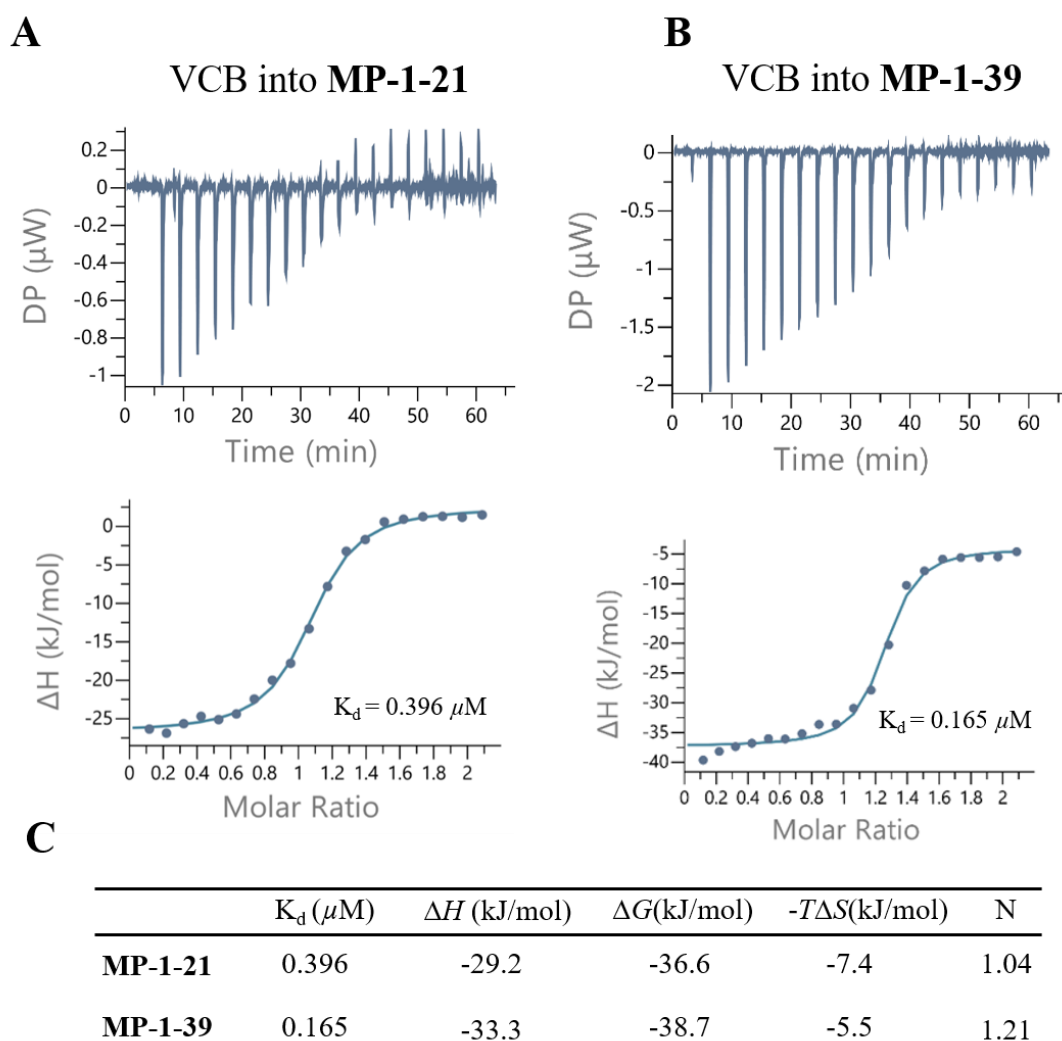 A
VCB into MP-1-21
0.2
0
-0.2
-0.4
-0.6
-0.8
-1
DP (µW)
0 10 20 30 40 50 60
Time (min)
0
-5
-10
-15
-20
-25
ΔH (kJ/mol)
K_d = 0.396 µM
0 0.2 0.4 0.6 0.8 1 1.2 1.4 1.6 1.8 2
Molar Ratio
B
VCB into MP-1-39
0
-0.5
-1
-1.5
-2
DP (µW)
0 10 20 30 40 50 60
Time (min)
-5
-10
-15
-20
-25
-30
-35
-40
ΔH (kJ/mol)
K_d = 0.165 µM
0 0.2 0.4 0.6 0.8 1 1.2 1.4 1.6 1.8 2
Molar Ratio
C
K_d (µM) ΔH (kJ/mol) ΔG(kJ/mol) -TΔS(kJ/mol) N
MP-1-21 0.396 -29.2 -36.6 -7.4 1.04
MP-1-39 0.165 -33.3 -38.7 -5.5 1.21